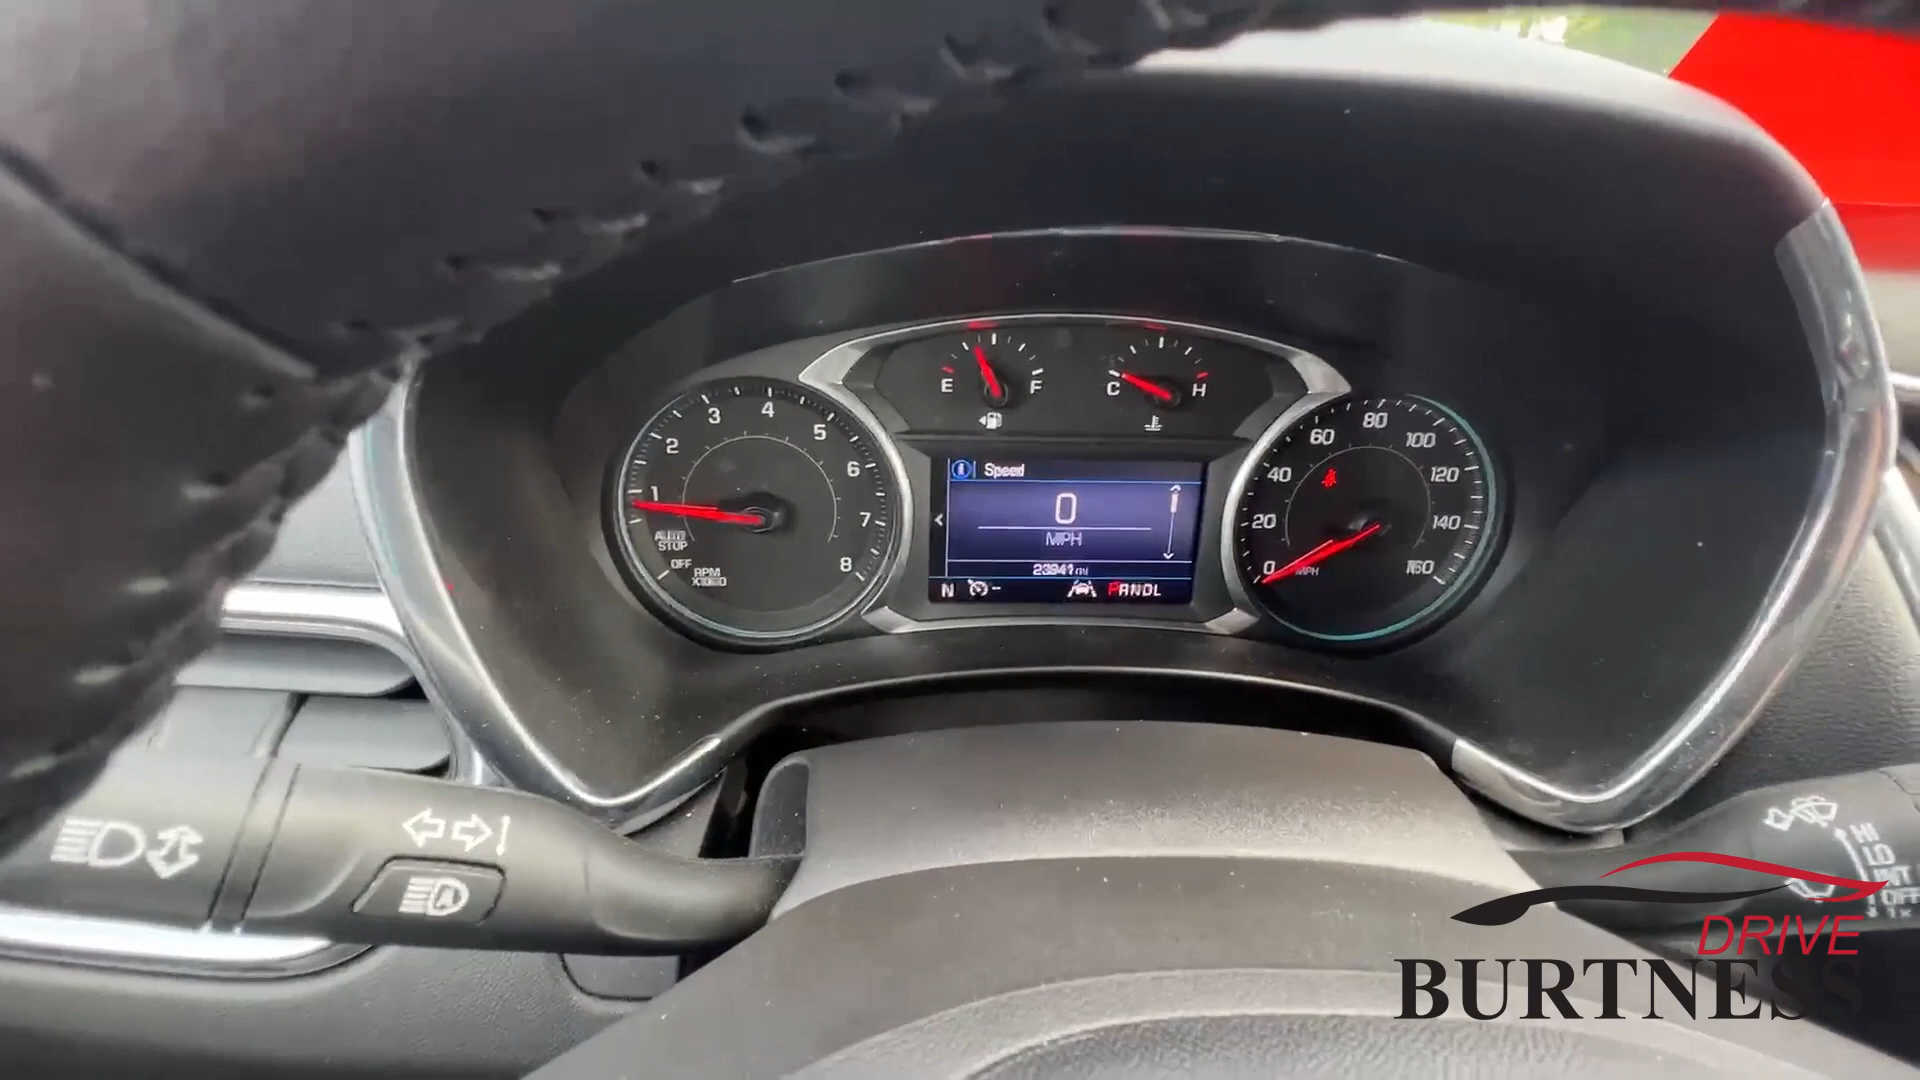 E F
C H
1 2 3 4 5 6 7 8
AUTO
STOP
OFF
RPM
X1000
Speed
0
MPH
23941 mi
N
PRNDL
0 20 40 60 80 100 120 140 160
MPH
HI
LO
INT
OFF
1x
DRIVE
BURTNESS